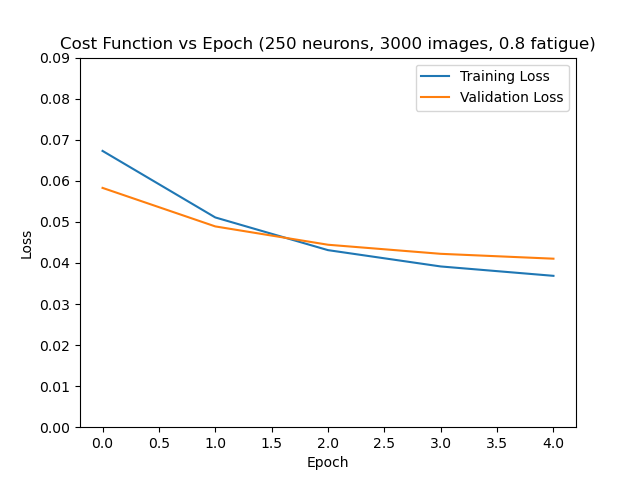 Cost Function vs Epoch (250 neurons, 3000 images, 0.8 fatigue)
Training Loss
Validation Loss
0.09
0.08
0.07
0.06
0.05
0.04
0.03
0.02
0.01
0.00
Loss
0.0 0.5 1.0 1.5 2.0 2.5 3.0 3.5 4.0
Epoch